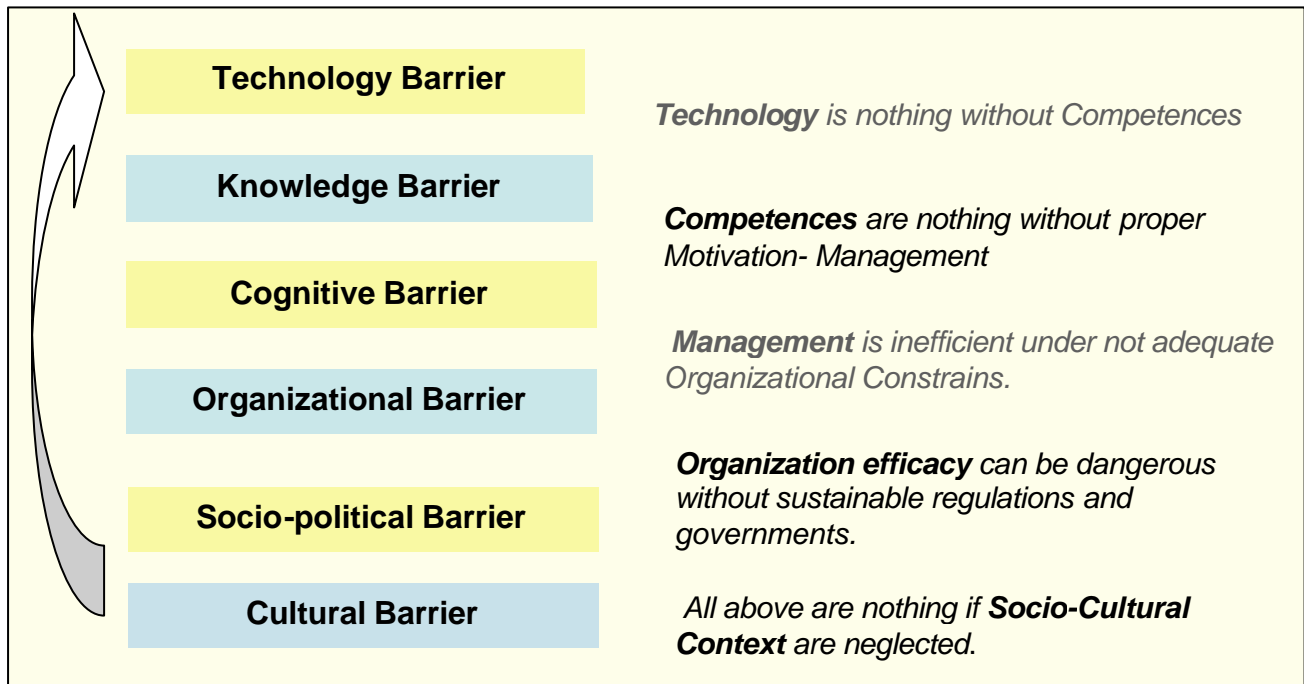 Technology Barrier
Technology is nothing without Competences
Knowledge Barrier
Competences are nothing without proper
Motivation- Management
Cognitive Barrier
Management is inefficient under not adequate
Organizational Constrains.
Organizational Barrier
Organization efficacy can be dangerous
without sustainable regulations and
governments.
Socio-political Barrier
Cultural Barrier
All above are nothing if Socio-Cultural
Context are neglected.